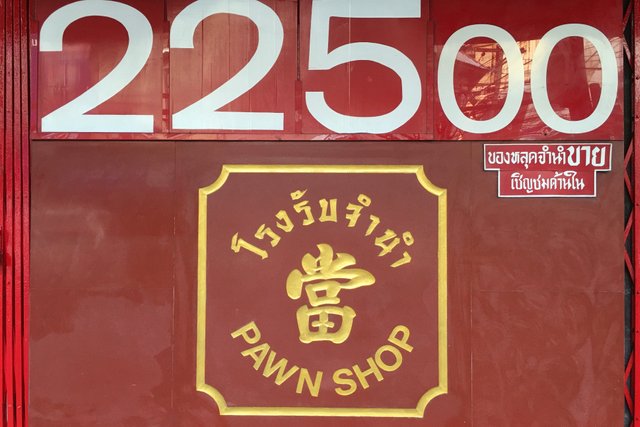 22500
ของหลุดจำนำขาย
เชิญชมด้านใน
โรงรับจำนำ
當
PAWN SHOP